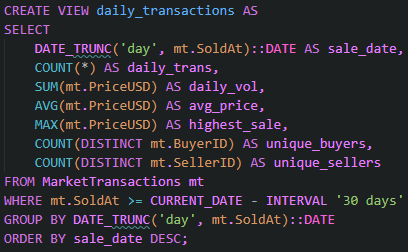 CREATE VIEW daily_transactions AS
SELECT
    DATE_TRUNC('day', mt.SoldAt)::DATE AS sale_date,
    COUNT(*) AS daily_trans,
    SUM(mt.PriceUSD) AS daily_vol,
    AVG(mt.PriceUSD) AS avg_price,
    MAX(mt.PriceUSD) AS highest_sale,
    COUNT(DISTINCT mt.BuyerID) AS unique_buyers,
    COUNT(DISTINCT mt.SellerID) AS unique_sellers
FROM MarketTransactions mt
WHERE mt.SoldAt >= CURRENT_DATE - INTERVAL '30 days'
GROUP BY DATE_TRUNC('day', mt.SoldAt)::DATE
ORDER BY sale_date DESC;